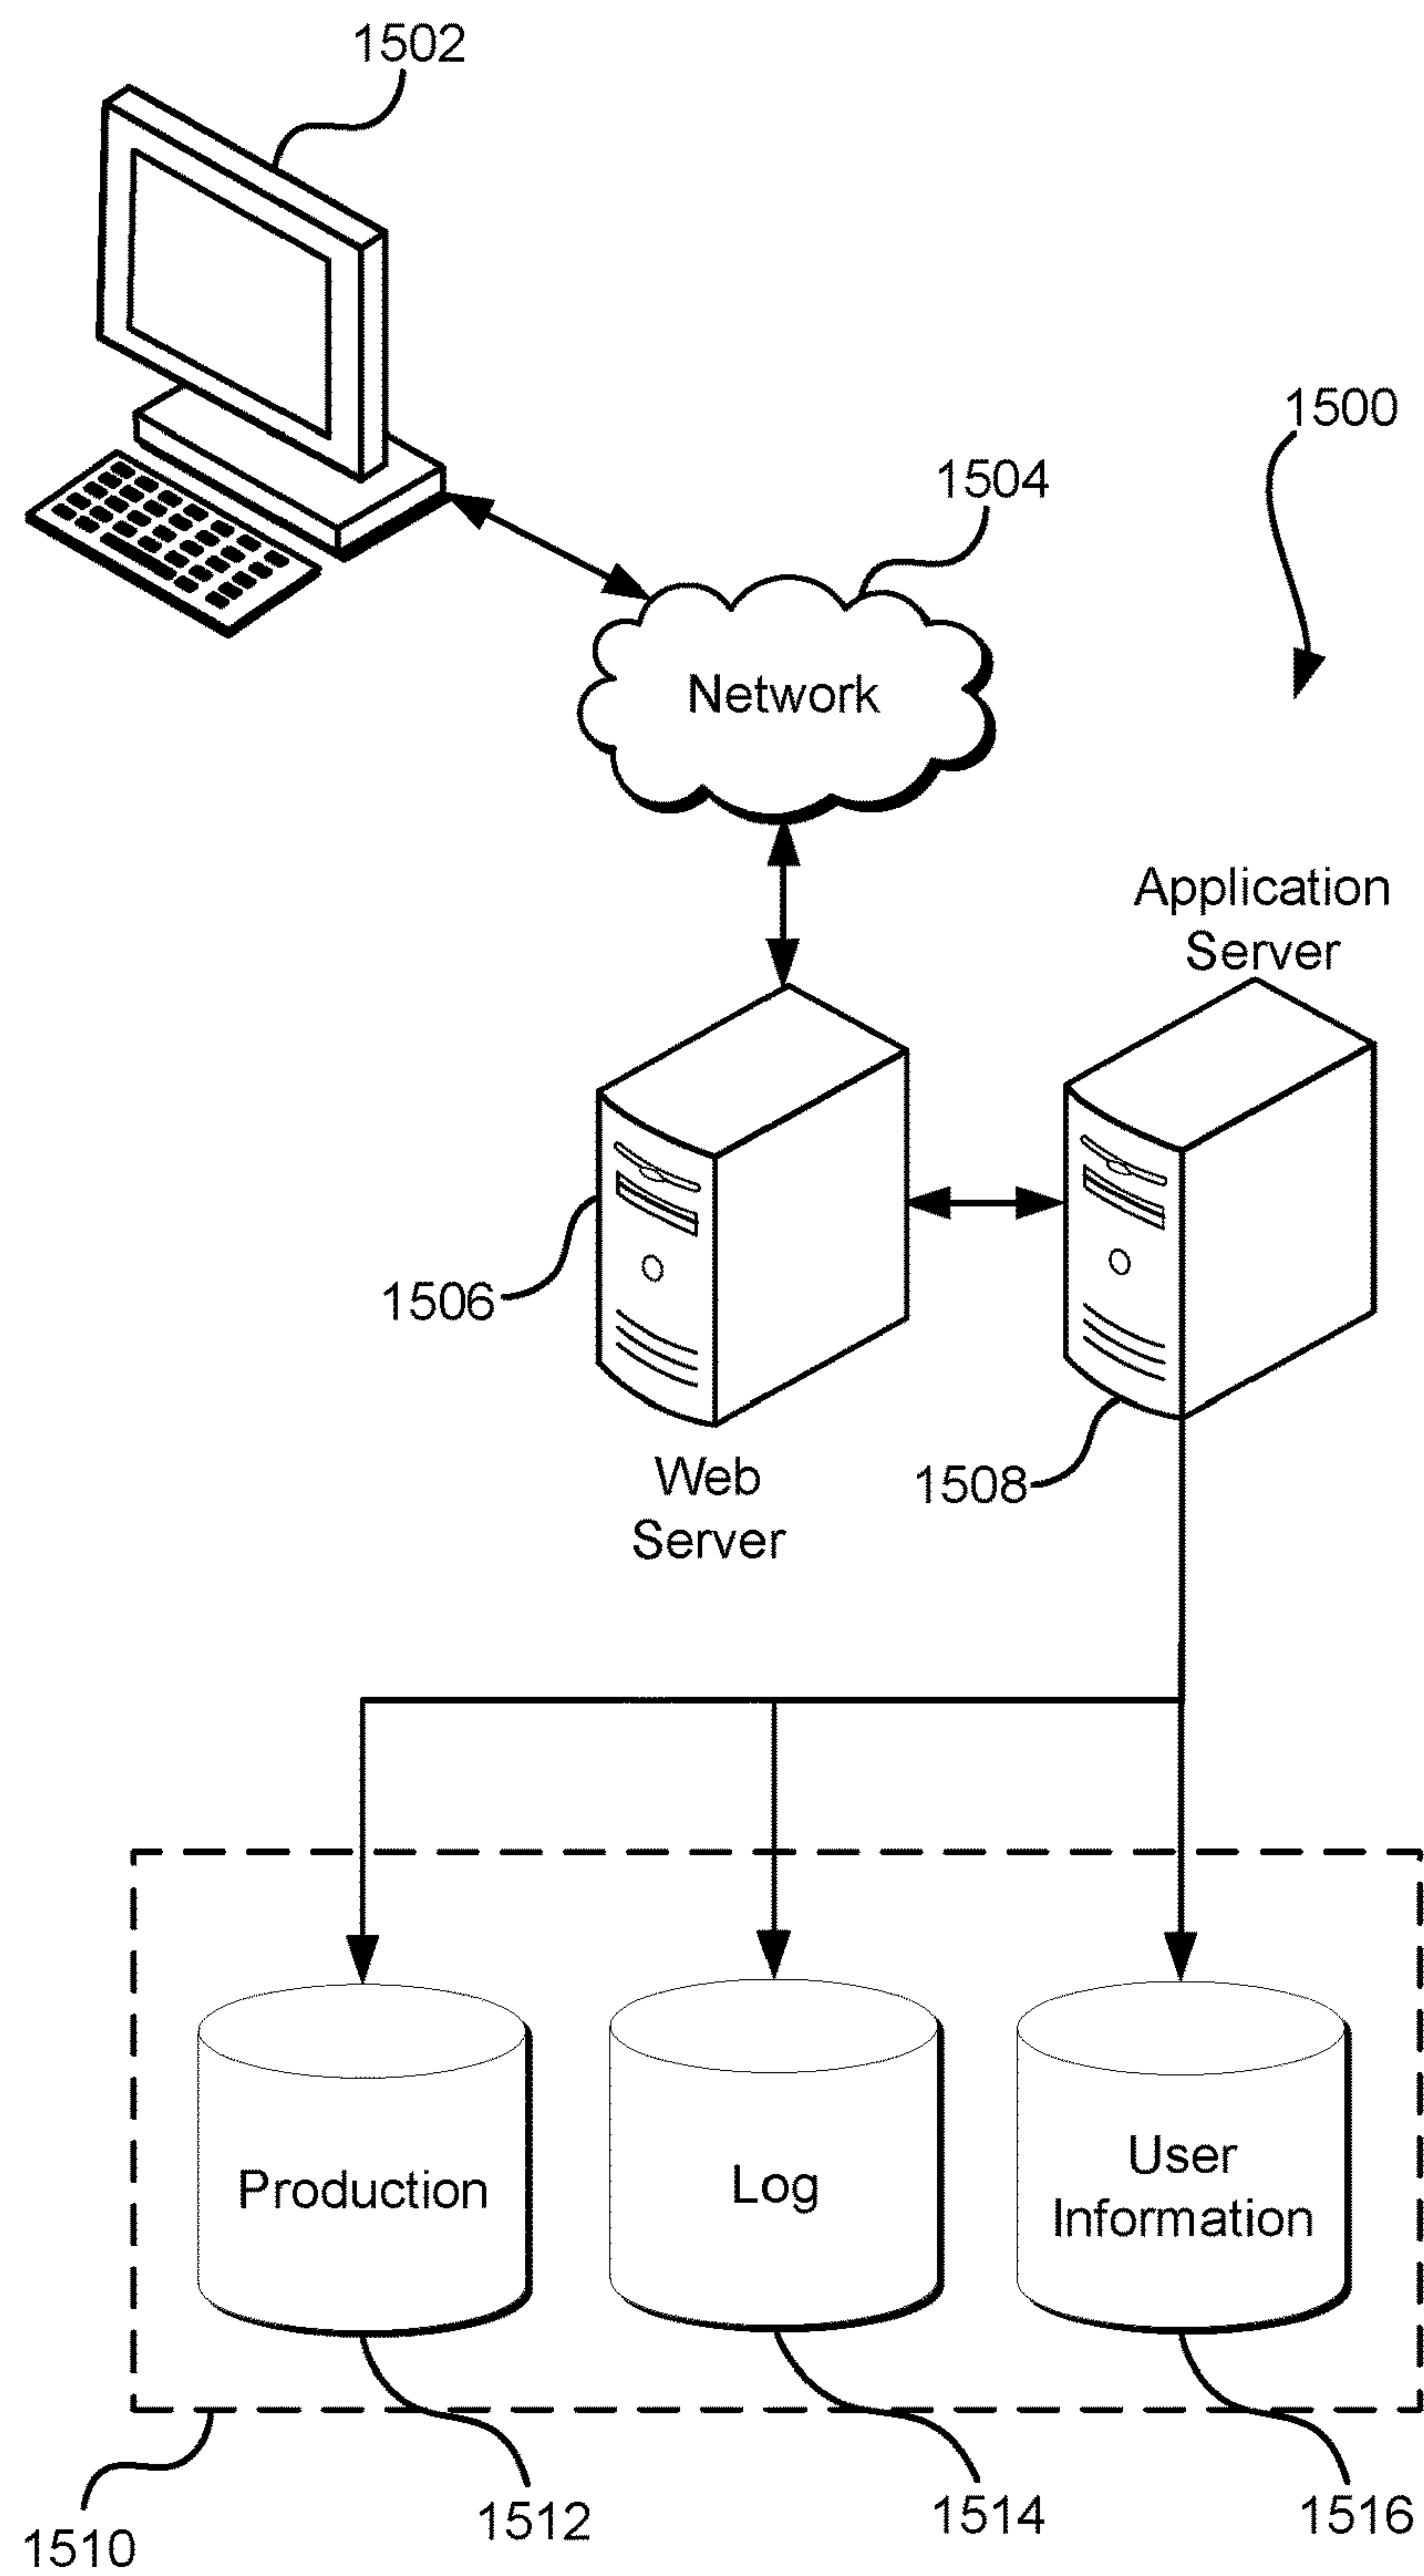 1502
1500
1504
Network
Application
Server
1506
1508
Web
Server
Production
Log
User
Information
1510
1512
1514
1516